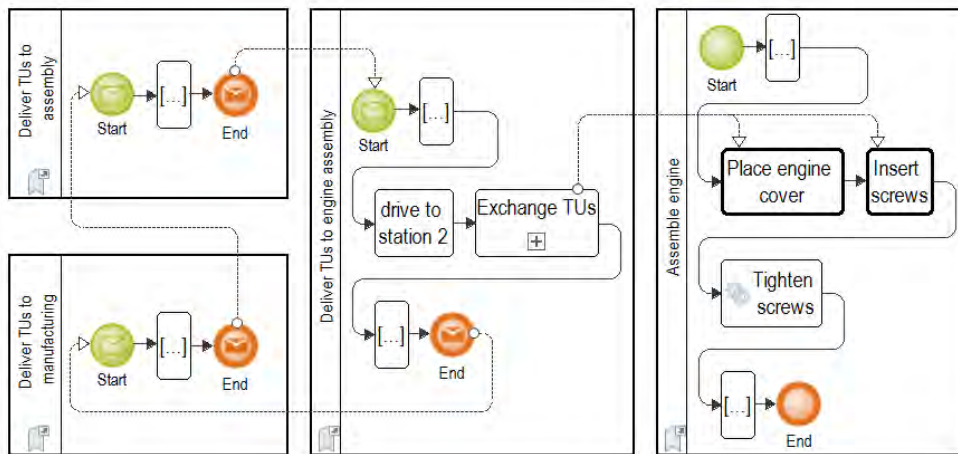 Deliver TUs to
assembly
Start
[...]
End
Deliver TUs to
manufacturing
Start
[...]
End
Deliver TUs to engine assembly
Start
[...]
drive to
station 2
Exchange TUs
[...]
End
Assemble engine
Start
[...]
Place engine
cover
Insert
screws
Tighten
screws
[...]
End